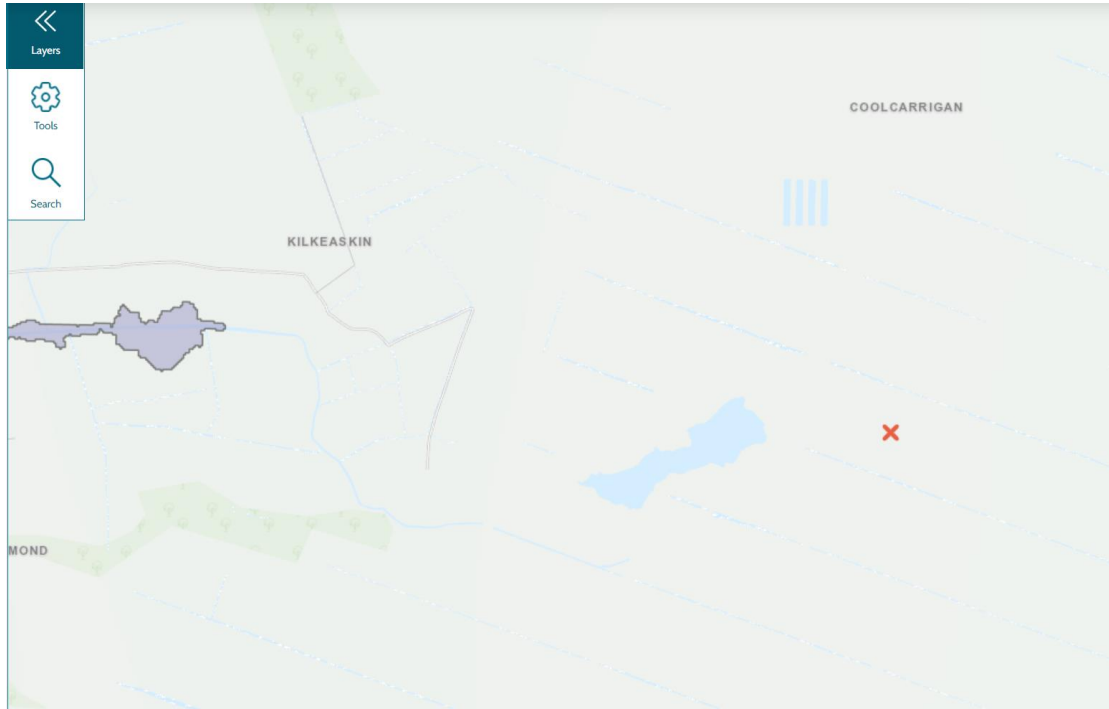 Layers
Tools
Search
COOLCARRIGAN
KILKEASKIN
MOND